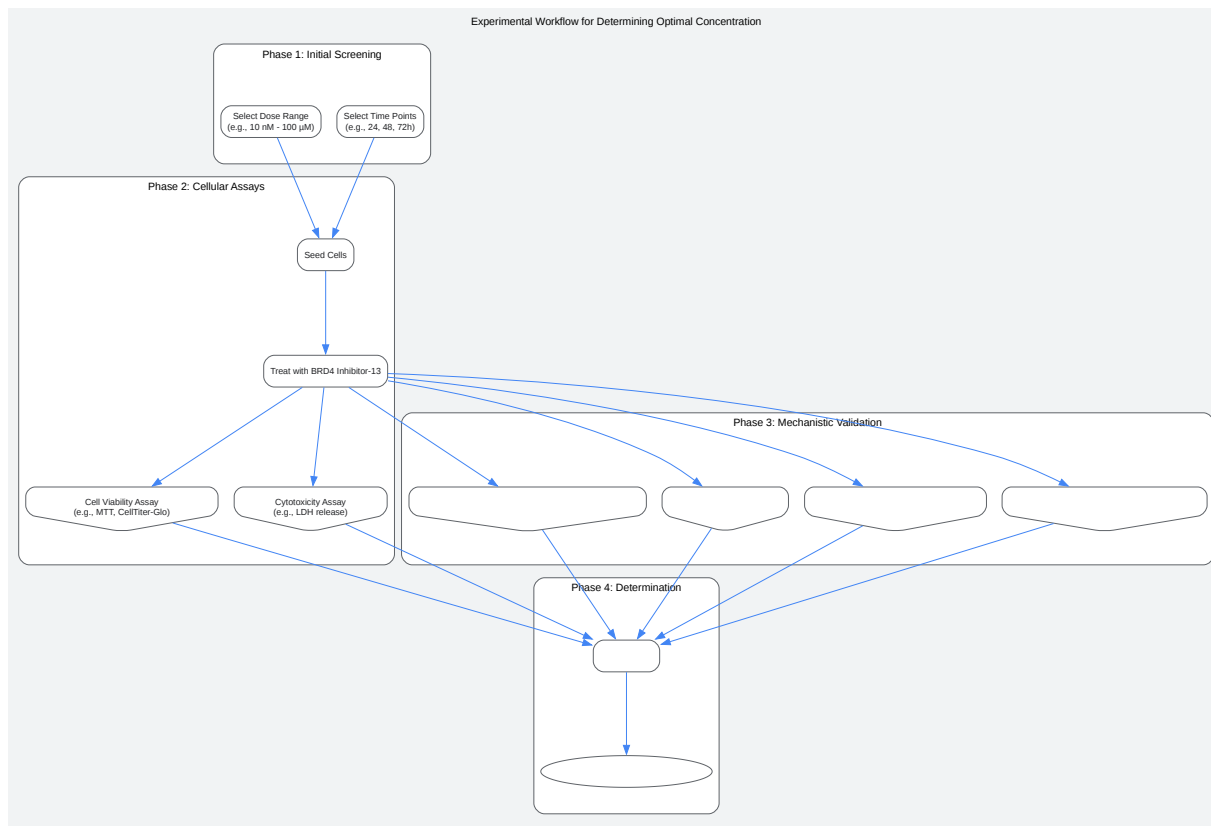 Experimental Workflow for Determining Optimal Concentration
Phase 1: Initial Screening
Select Dose Range
(e.g., 10 nM - 100 µM)
Select Time Points
(e.g., 24, 48, 72h)
Phase 2: Cellular Assays
Seed Cells
Treat with BRD4 Inhibitor-13
Cell Viability Assay
(e.g., MTT, CellTiter-Glo)
Cytotoxicity Assay
(e.g., LDH release)
Phase 3: Mechanistic Validation
Phase 4: Determination